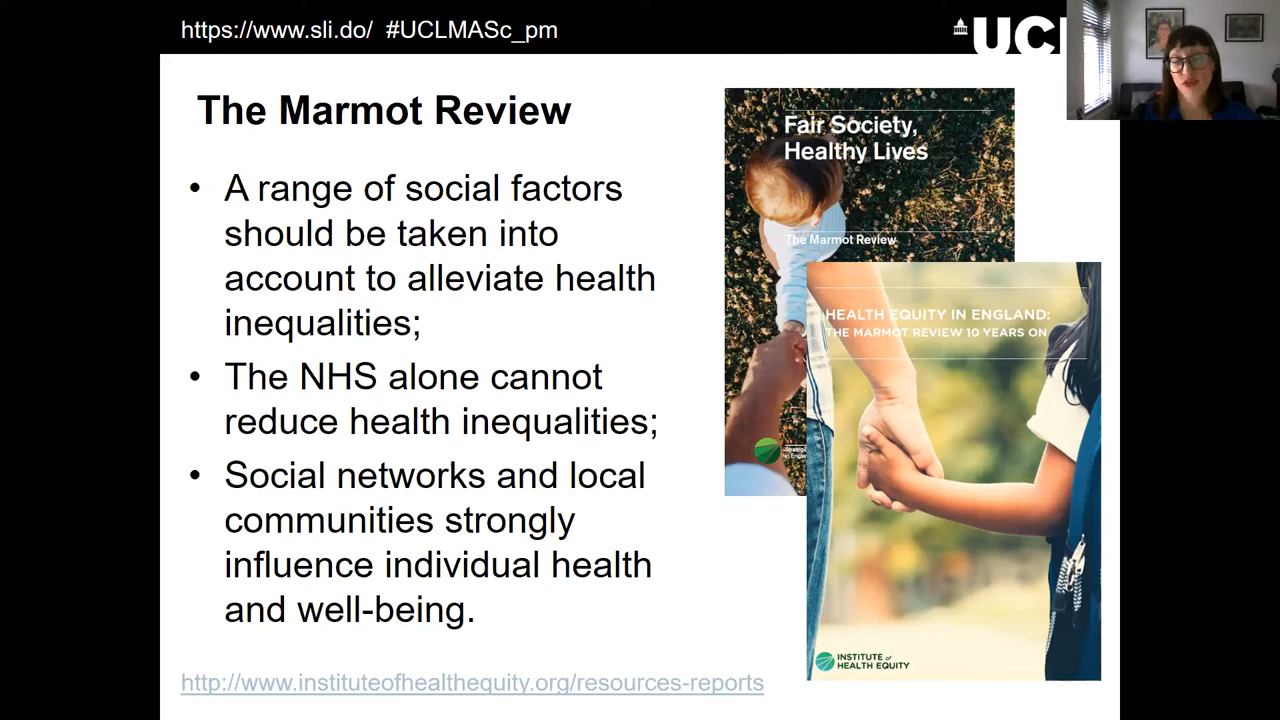 https://www.sli.do/ #UCLMASc_pm
UCL
The Marmot Review
• A range of social factors
should be taken into
account to alleviate health
inequalities;
• The NHS alone cannot
reduce health inequalities;
• Social networks and local
communities strongly
influence individual health
and well-being.
http://www.instituteofhealthequity.org/resources-reports
Fair Society,
Healthy Lives
The Marmot Review
HEALTH EQUITY IN ENGLAND:
THE MARMOT REVIEW 10 YEARS ON
INSTITUTE of
HEALTH EQUITY